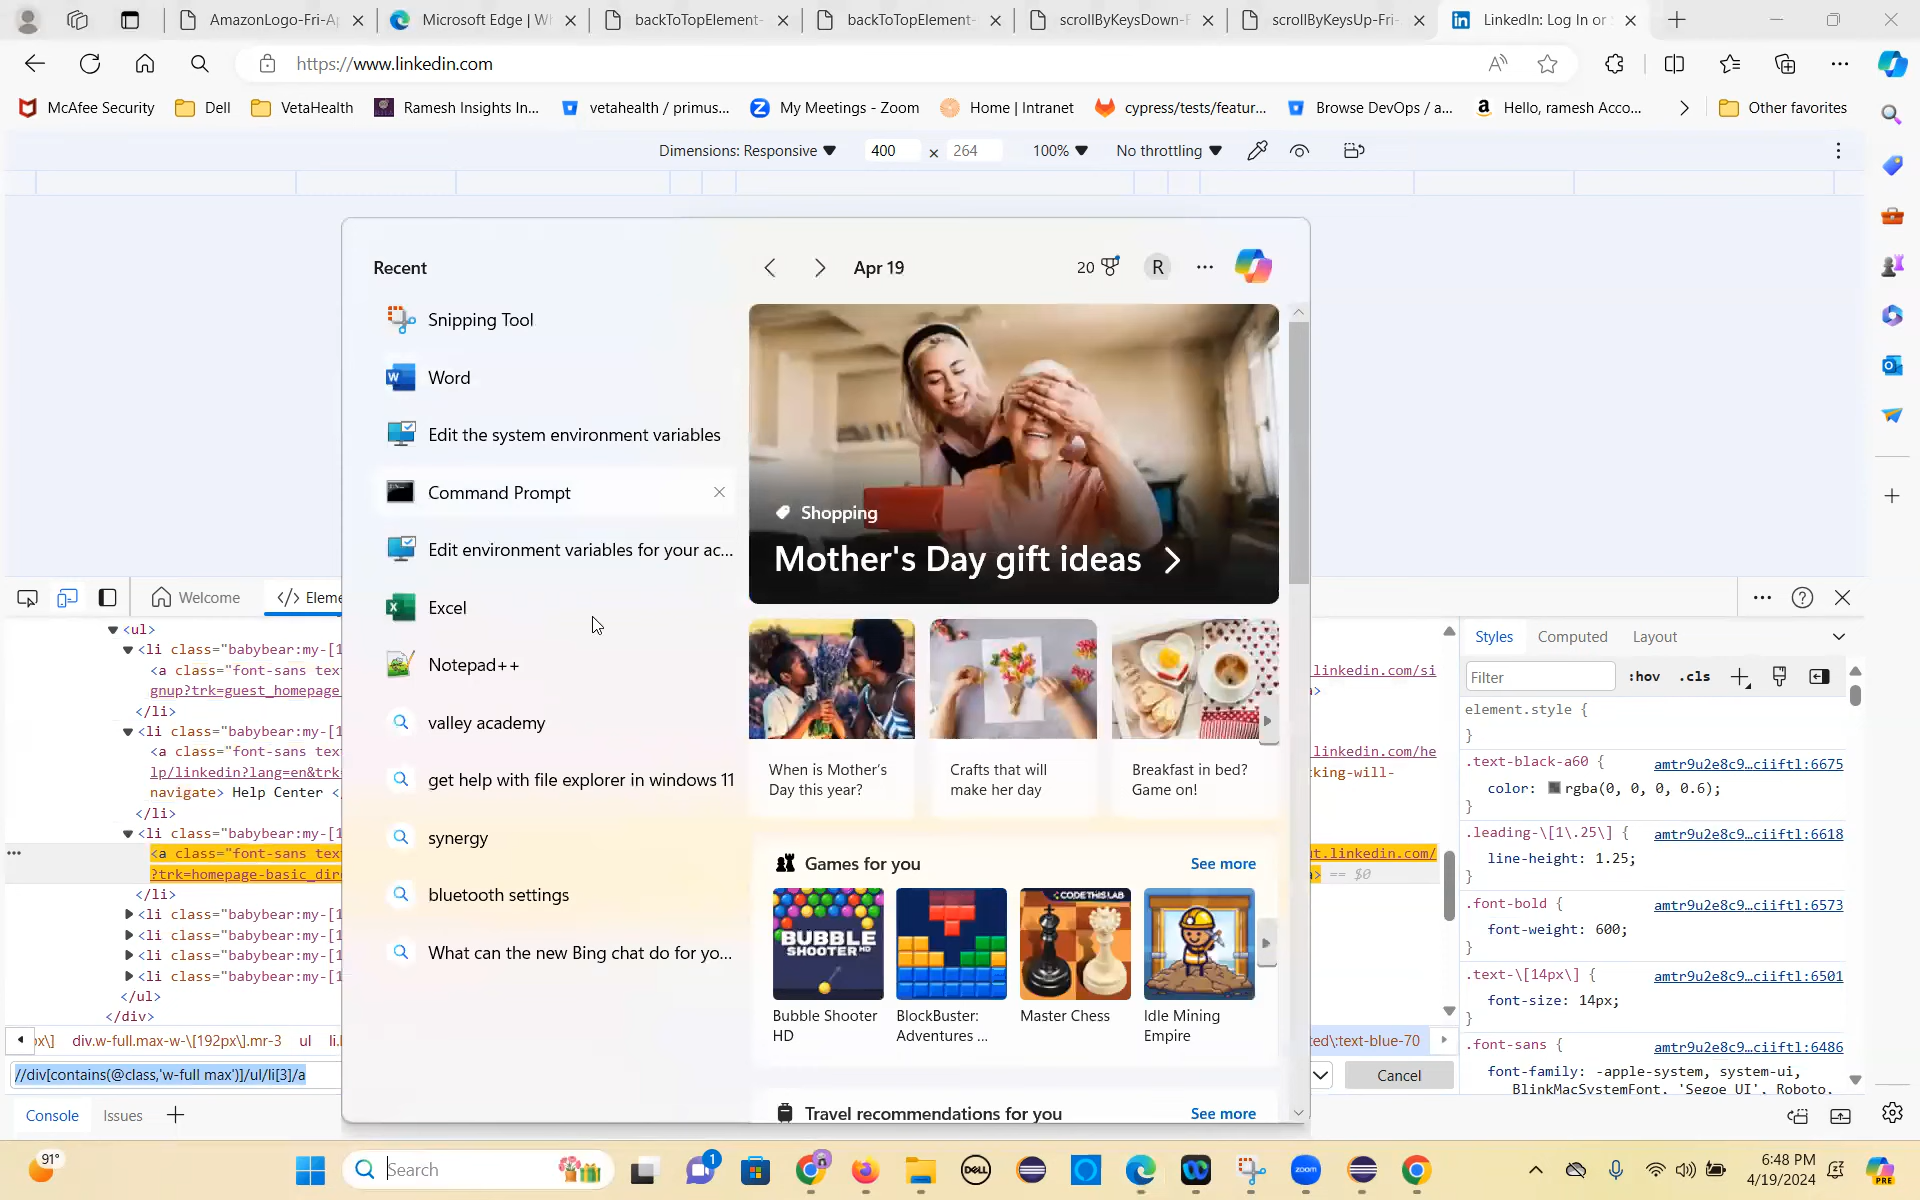 AmazonLogo-Fri-A
Microsoft Edge | W
backToTopElement-
backToTopElement-
scrollByKeysDown-F
scrollByKeysUp-Fri-
LinkedIn: Log In or
https://www.linkedin.com
McAfee Security
Dell
VetaHealth
Ramesh Insights In...
vetahealth / primus...
My Meetings - Zoom
Home | Intranet
cypress/tests/featur...
Browse DevOps / a...
Hello, ramesh Acco...
Other favorites
Dimensions: Responsive
400
×
264
100%
No throttling
Recent
Snipping Tool
Word
Edit the system environment variables
Command Prompt
Edit environment variables for your ac...
Excel
Notepad++
valley academy
get help with file explorer in windows 11
synergy
bluetooth settings
What can the new Bing chat do for yo...
Apr 19
20
R
Shopping
Mother's Day gift ideas
When is Mother's
Day this year?
Crafts that will
make her day
Breakfast in bed?
Game on!
Games for you
See more
BUBBLE
SHOOTER HD
CODE THIS LAB
Bubble Shooter
HD
BlockBuster:
Adventures ...
Master Chess
Idle Mining
Empire
Travel recommendations for you
See more
Welcome
</> Eleme
<ul>
<li class="babybear:my-[1
<a class="font-sans tex
gnup?trk=guest_homepage
</li>
<li class="babybear:my-[1
<a class="font-sans tex
lp/linkedin?lang=en&trk=
navigate> Help Center </
</li>
<li class="babybear:my-[1
<a class="font-sans tex
?trk=homepage-basic_dire
</li>
<li class="babybear:my-[1
<li class="babybear:my-[1
<li class="babybear:my-[1
<li class="babybear:my-[1
</ul>
</div>
linkedin.com/si
>
linkedin.com/he
king-will-
ut.linkedin.com/
a> == $0
x\]
div.w-full.max-w-\[192px\].mr-3
ul
li.
ted\:text-blue-70
//div[contains(@class,'w-full max')]/ul/li[3]/a
Cancel
Console
Issues
Styles
Computed
Layout
Filter
:hov
.cls
element.style {
}
.text-black-a60 {
amtr9u2e8c9…ciiftl:6675
color: rgba(0, 0, 0, 0.6);
}
.leading-\[1\.25\] {
amtr9u2e8c9…ciiftl:6618
line-height: 1.25;
}
.font-bold {
amtr9u2e8c9…ciiftl:6573
font-weight: 600;
}
.text-\[14px\] {
amtr9u2e8c9…ciiftl:6501
font-size: 14px;
}
.font-sans {
amtr9u2e8c9…ciiftl:6486
font-family: -apple-system, system-ui,
BlinkMacSystemFont, 'Segoe UI', Roboto,
91°
Search
1
DELL
zoom
6:48 PM
4/19/2024
PRE